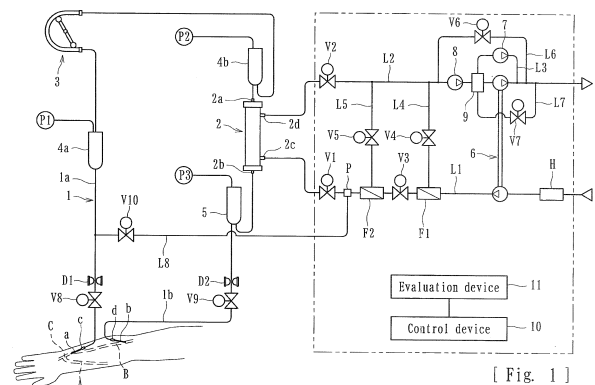 V6
7
P2
4b
V2
L2
8
L6
L3
3
2a
L5
L4
9
2d
L7
P1
2
V5
V4
V7
4a
2c
6
P3
2b
V1
P
V3
H
1a
1
5
L1
V10
F2
F1
L8
D1
D2
V8
V9
Evaluation device
11
1b
C
a
c
d
b
Control device
10
B
A
[ Fig. 1 ]